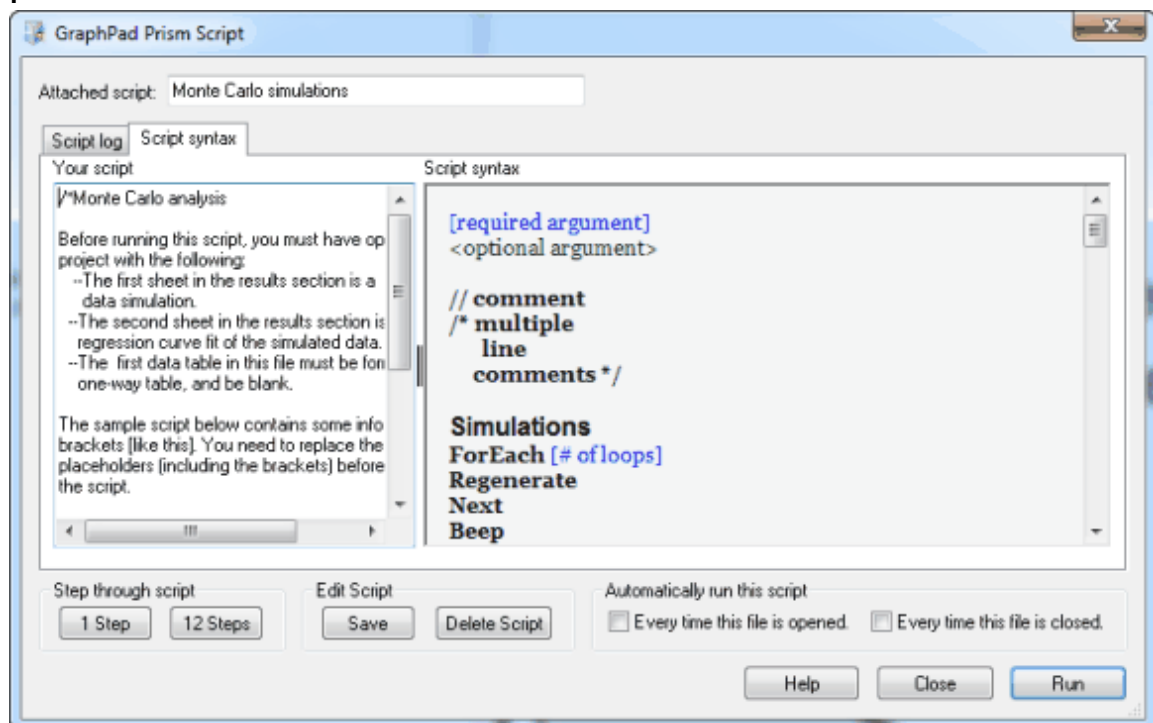 GraphPad Prism Script
Attached script: Monte Carlo simulations
Script log Script syntax
Your script
/*Monte Carlo analysis
Before running this script, you must have op
project with the following:
--The first sheet in the results section is a
data simulation.
--The second sheet in the results section is
regression curve fit of the simulated data.
--The first data table in this file must be for
one-way table, and be blank.
The sample script below contains some info
brackets [like this]. You need to replace the
placeholders (including the brackets) before
the script.
Script syntax
[required argument]
<optional argument>
// comment
/* multiple
line
comments */
Simulations
ForEach [# of loops]
Regenerate
Next
Beep
Step through script
1 Step 12 Steps
Edit Script
Save Delete Script
Automatically run this script
Every time this file is opened. Every time this file is closed.
Help Close Run